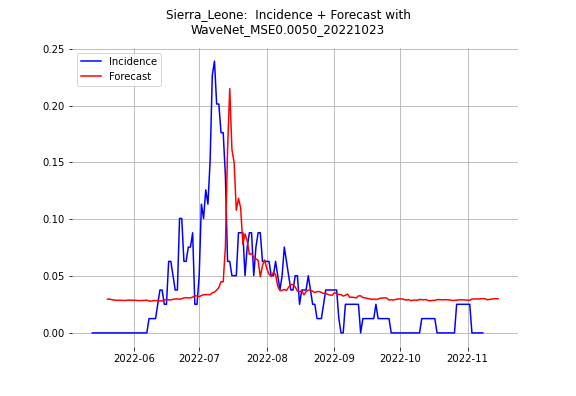 Sierra_Leone:  Incidence + Forecast with
WaveNet_MSE0.0050_20221023
Incidence
Forecast
0.25
0.20
0.15
0.10
0.05
0.00
2022-06 2022-07 2022-08 2022-09 2022-10 2022-11